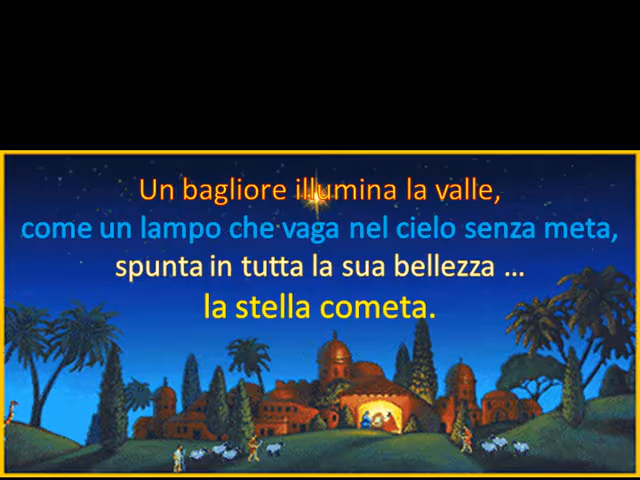 Un bagliore illumina la valle,
come un lampo che vaga nel cielo senza meta,
spunta in tutta la sua bellezza ...
la stella cometa.